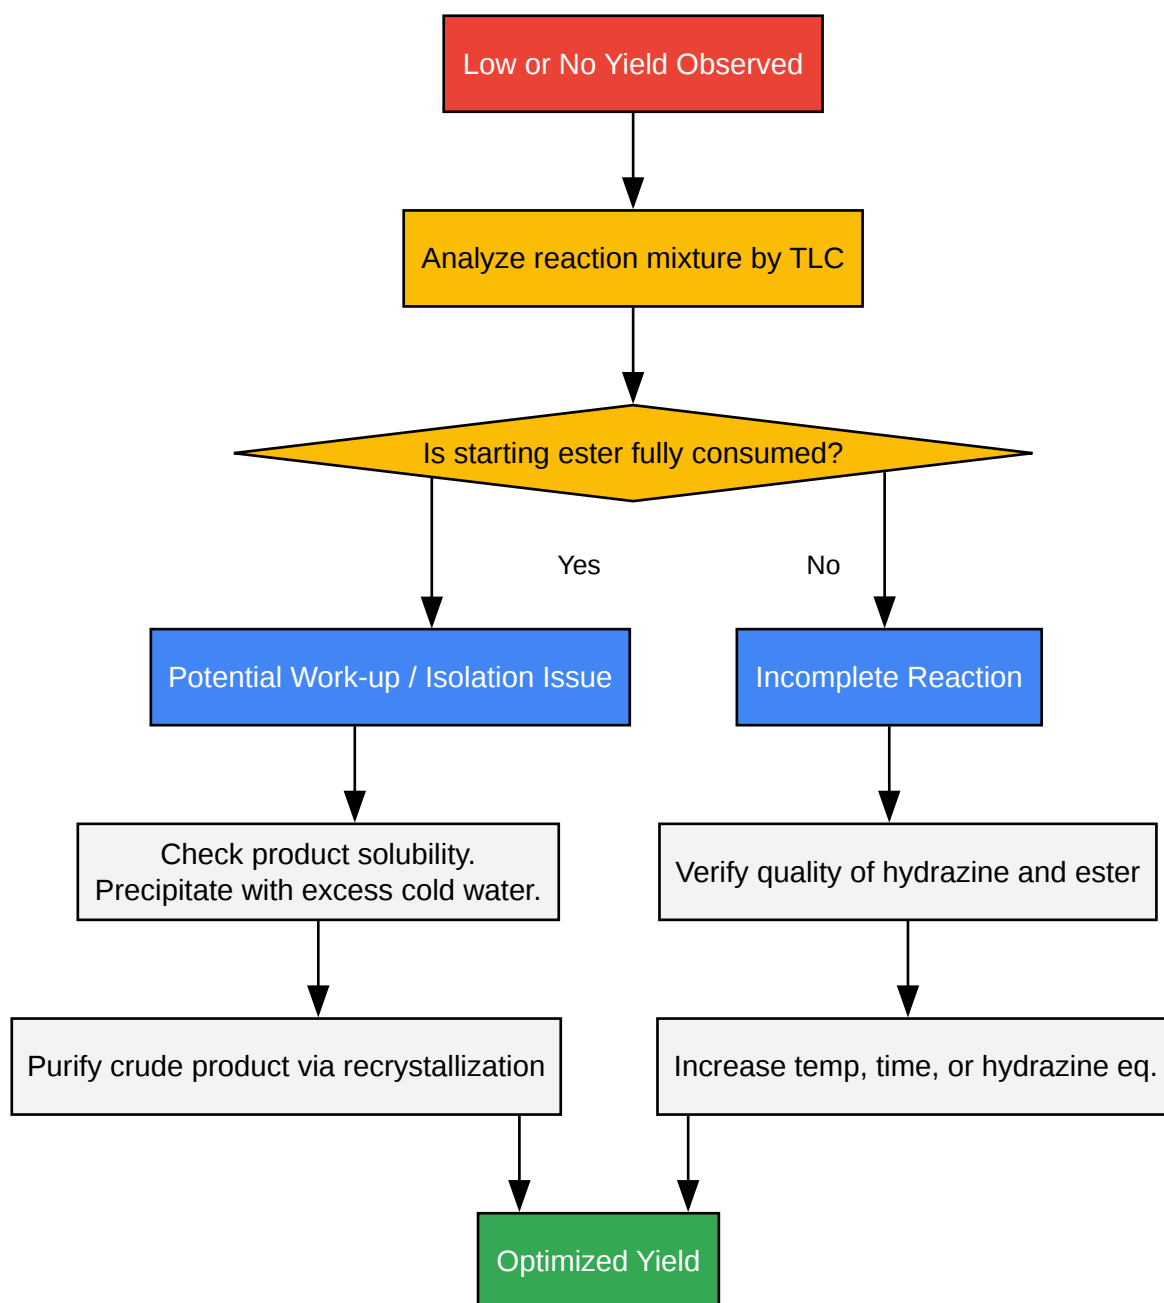 Low or No Yield Observed
Analyze reaction mixture by TLC
Is starting ester fully consumed?
Yes
No
Potential Work-up / Isolation Issue
Incomplete Reaction
Check product solubility.
Precipitate with excess cold water.
Verify quality of hydrazine and ester
Purify crude product via recrystallization
Increase temp, time, or hydrazine eq.
Optimized Yield